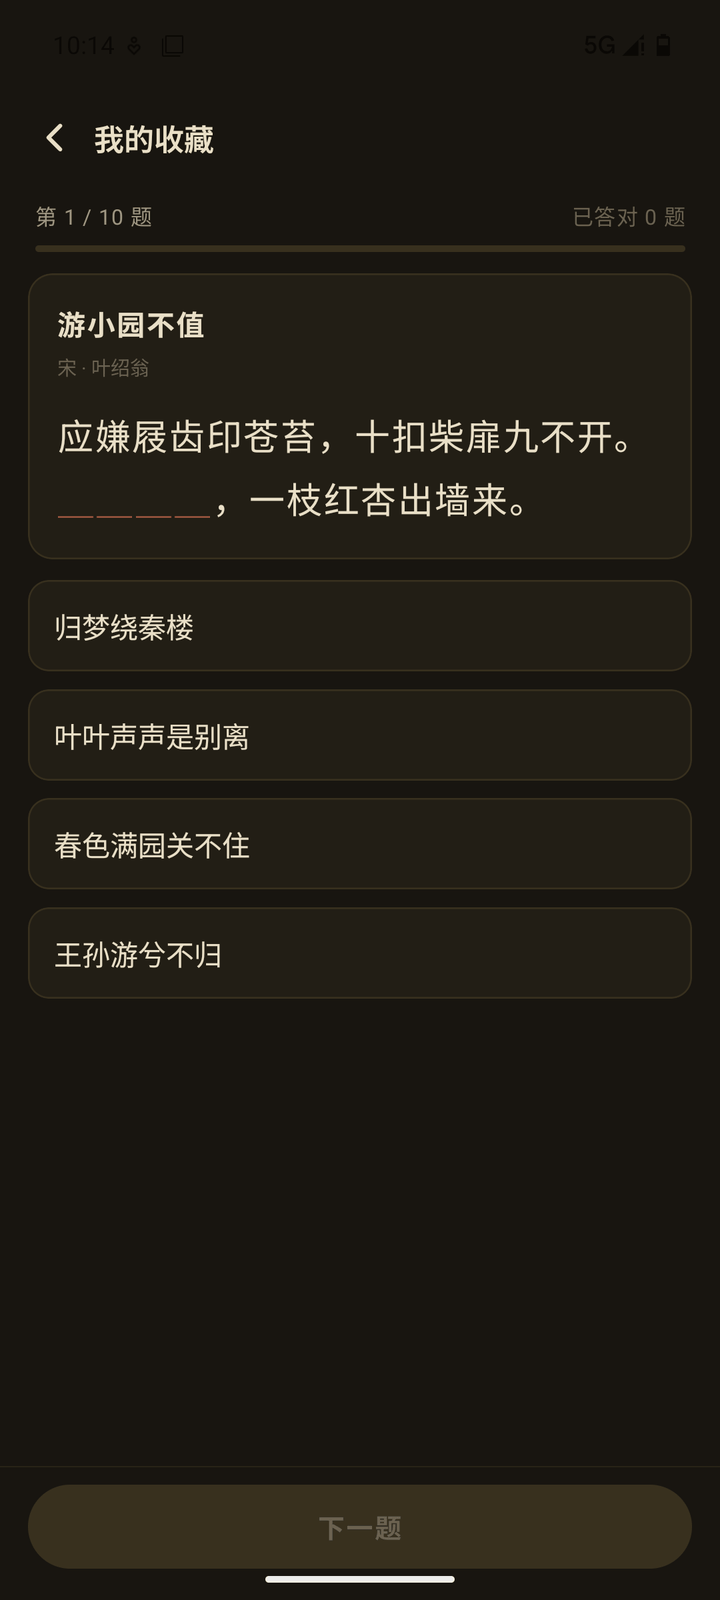 10:14
5G
我的收藏
第 1 / 10 题
已答对 0 题
游小园不值
宋 · 叶绍翁
应嫌屐齿印苍苔，十扣柴扉九不开。
＿＿＿＿，一枝红杏出墙来。
归梦绕秦楼
叶叶声声是别离
春色满园关不住
王孙游兮不归
下一题